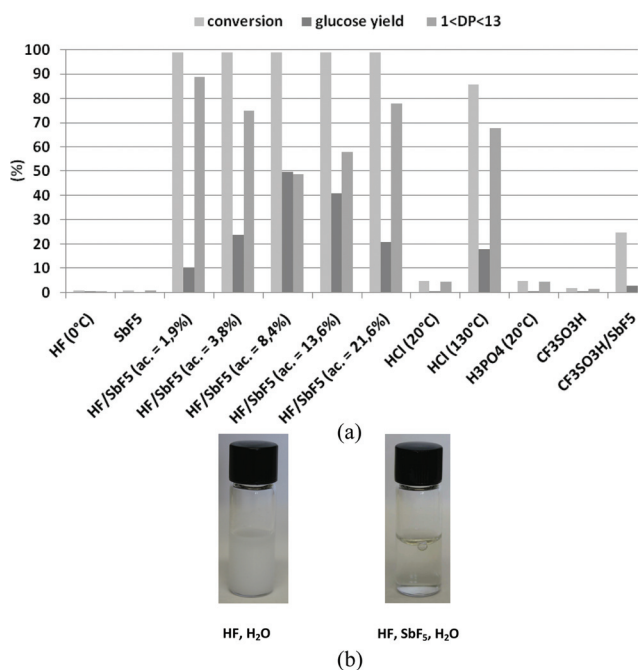 conversion glucose yield 1<DP<13
100
90
80
70
60
50
40
30
20
10
0
(%)
HF (0°C)
SbF5
HF/SbF5 (ac. = 1,9%)
HF/SbF5 (ac. = 3,8%)
HF/SbF5 (ac. = 8,4%)
HF/SbF5 (ac. = 13,6%)
HF/SbF5 (ac. = 21,6%)
HCl (20°C)
HCl (130°C)
H3PO4 (20°C)
CF3SO3H
CF3SO3H/SbF5
(a)
HF, H₂O HF, SbF₅, H₂O
(b)